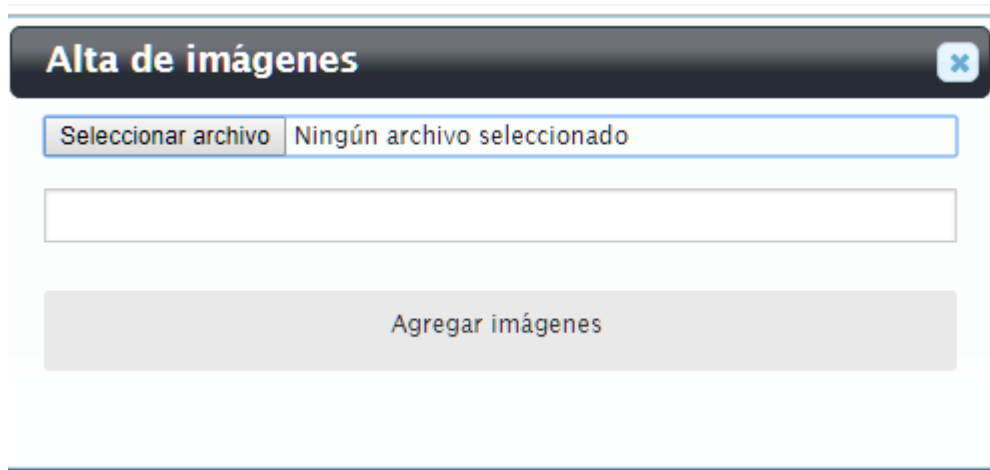 Alta de imágenes
Seleccionar archivo Ningún archivo seleccionado
Agregar imágenes